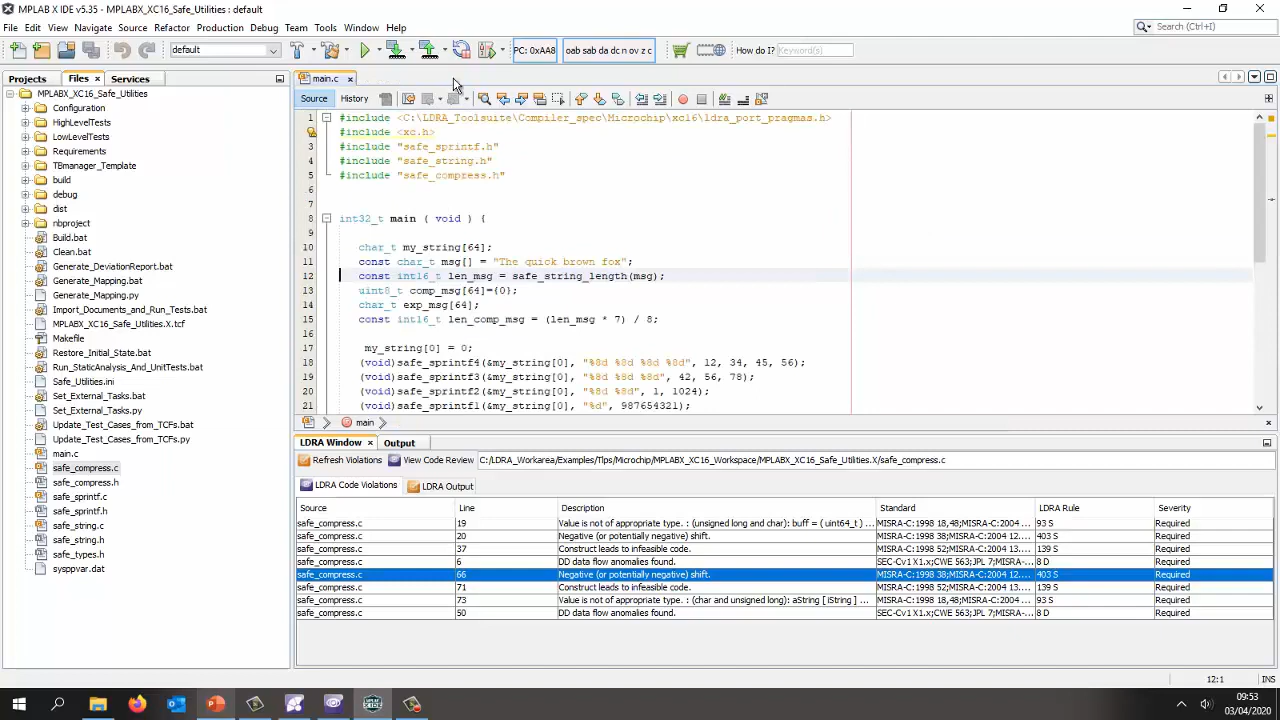 MPLAB X IDE v5.35 - MPLABX_XC16_Safe_Utilities : default
File Edit View Navigate Source Refactor Production Debug Team Tools Window Help
Search (Ctrl+I)
default
PC: 0xAA8
oab sab da dc n ov z c
How do I?
Keyword(s)
Projects
Files
Services
main.c
MPLABX_XC16_Safe_Utilities
Configuration
HighLevelTests
LowLevelTests
Requirements
TBmanager_Template
build
debug
dist
nbproject
Build.bat
Clean.bat
Generate_DeviationReport.bat
Generate_Mapping.bat
Generate_Mapping.py
Import_Documents_and_Run_Tests.bat
MPLABX_XC16_Safe_Utilities.X.tcf
Makefile
Restore_Initial_State.bat
Run_StaticAnalysis_And_UnitTests.bat
Safe_Utilities.ini
Set_External_Tasks.bat
Set_External_Tasks.py
Update_Test_Cases_from_TCFs.bat
Update_Test_Cases_from_TCFs.py
main.c
safe_compress.c
safe_compress.h
safe_sprintf.c
safe_sprintf.h
safe_string.c
safe_string.h
safe_types.h
sysppvar.dat
Source
History
1 #include <C:\LDRA_Toolsuite\Compiler_spec\Microchip\xc16\ldra_port_pragmas.h>
#include <xc.h>
3 #include "safe_sprintf.h"
4 #include "safe_string.h"
5 #include "safe_compress.h"
6
7
8 int32_t main ( void ) {
9
10 char_t my_string[64];
11 const char_t msg[] = "The quick brown fox";
12 const int16_t len_msg = safe_string_length(msg);
13 uint8_t comp_msg[64]={0};
14 char_t exp_msg[64];
15 const int16_t len_comp_msg = (len_msg * 7) / 8;
16
17 my_string[0] = 0;
18 (void)safe_sprintf4(&my_string[0], "%8d %8d %8d %8d", 12, 34, 45, 56);
19 (void)safe_sprintf3(&my_string[0], "%8d %8d %8d", 42, 56, 78);
20 (void)safe_sprintf2(&my_string[0], "%8d %8d", 1, 1024);
21 (void)safe_sprintf1(&my_string[0], "%d", 987654321);
main
LDRA Window
Output
Refresh Violations
View Code Review
C:/LDRA_Workarea/Examples/TIps/Microchip/MPLABX_XC16_Workspace/MPLABX_XC16_Safe_Utilities.X/safe_compress.c
LDRA Code Violations
LDRA Output
Source Line Description Standard LDRA Rule Severity
safe_compress.c 19 Value is not of appropriate type. : (unsigned long and char): buff = ( uint64_t ) ... MISRA-C:1998 18,48;MISRA-C:2004 ... 93 S Required
safe_compress.c 20 Negative (or potentially negative) shift. MISRA-C:1998 38;MISRA-C:2004 12.... 403 S Required
safe_compress.c 37 Construct leads to infeasible code. MISRA-C:1998 52;MISRA-C:2004 13.... 139 S Required
safe_compress.c 6 DD data flow anomalies found. SEC-Cv1 X1.x;CWE 563;JPL 7;MISRA-... 8 D Required
safe_compress.c 66 Negative (or potentially negative) shift. MISRA-C:1998 38;MISRA-C:2004 12.... 403 S Required
safe_compress.c 71 Construct leads to infeasible code. MISRA-C:1998 52;MISRA-C:2004 13.... 139 S Required
safe_compress.c 73 Value is not of appropriate type. : (char and unsigned long): aString [ iString ] ... MISRA-C:1998 18,48;MISRA-C:2004 ... 93 S Required
safe_compress.c 50 DD data flow anomalies found. SEC-Cv1 X1.x;CWE 563;JPL 7;MISRA-... 8 D Required
12:1
INS
09:53
03/04/2020